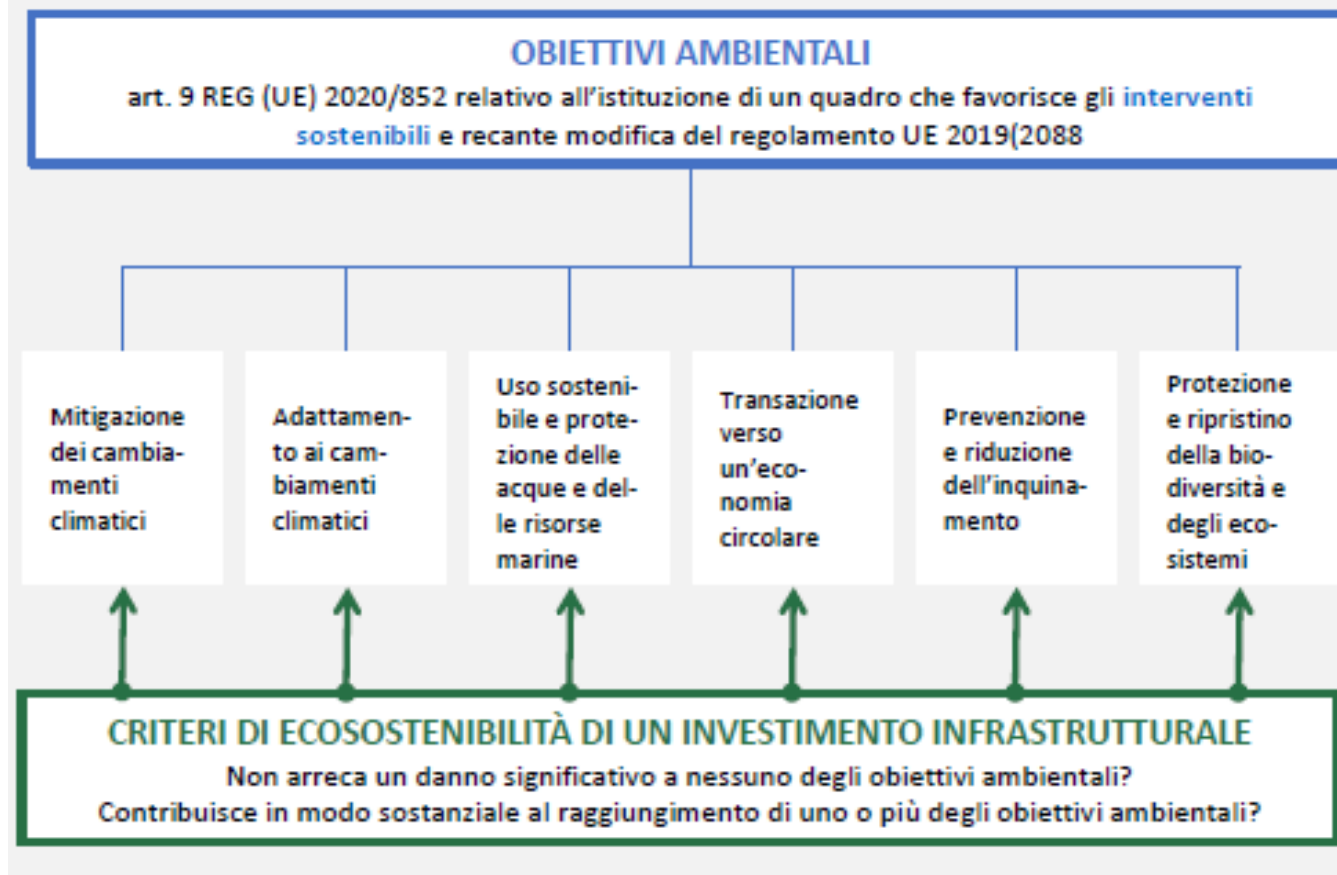 OBIETTIVI AMBIENTALI
art. 9 REG (UE) 2020/852 relativo all'istituzione di un quadro che favorisce gli interventi
sostenibili e recante modifica del regolamento UE 2019(2088
Mitigazione
dei cambia-
menti
climatici
Adattamen-
to ai cam-
biamenti
climatici
Uso sosteni-
bile e prote-
zione delle
acque e del-
le risorse
marine
Transazione
verso
un'eco-
nomia
circolare
Prevenzione
e riduzione
dell'inquina-
mento
Protezione
e ripristino
della bio-
diversità e
degli eco-
sistemi
CRITERI DI ECOSOSTENIBILITÀ DI UN INVESTIMENTO INFRASTRUTTURALE
Non arreca un danno significativo a nessuno degli obiettivi ambientali?
Contribuisce in modo sostanziale al raggiungimento di uno o più degli obiettivi ambientali?